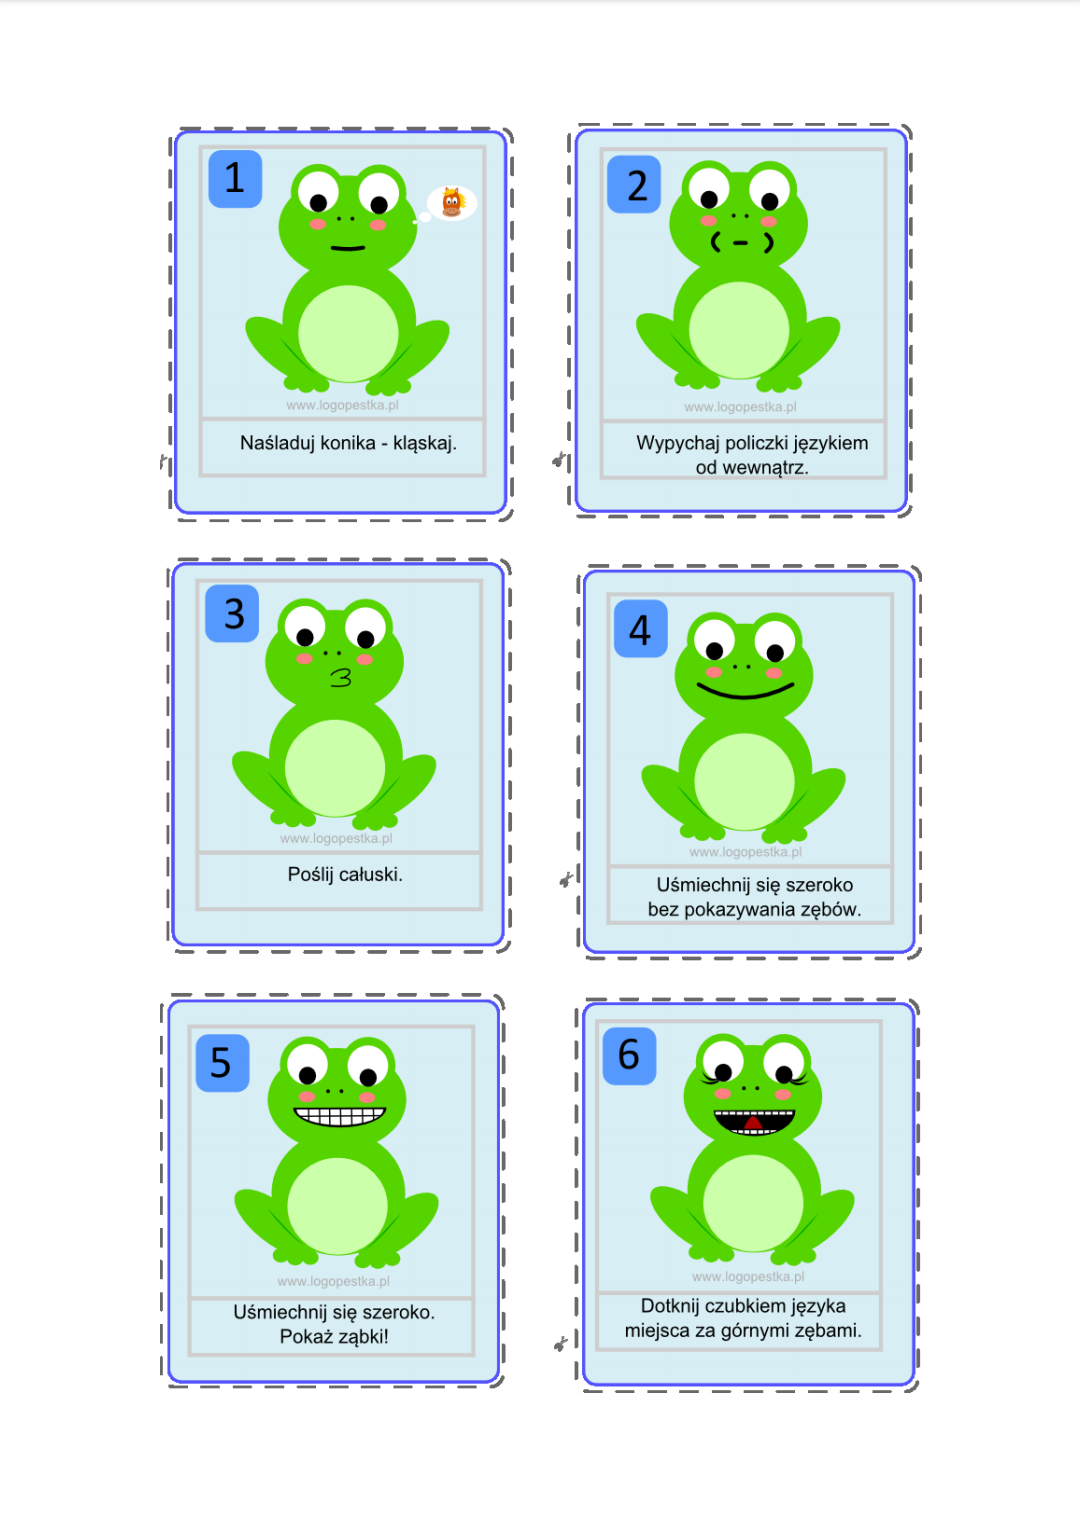 1
www.logopestka.pl
Naśladuj konika - kląskaj.
2
www.logopestka.pl
Wypychaj policzki językiem
od wewnątrz.
3
www.logopestka.pl
Poślij całuski.
4
www.logopestka.pl
Uśmiechnij się szeroko
bez pokazywania zębów.
5
www.logopestka.pl
Uśmiechnij się szeroko.
Pokaż ząbki!
6
www.logopestka.pl
Dotknij czubkiem języka
miejsca za górnymi zębami.